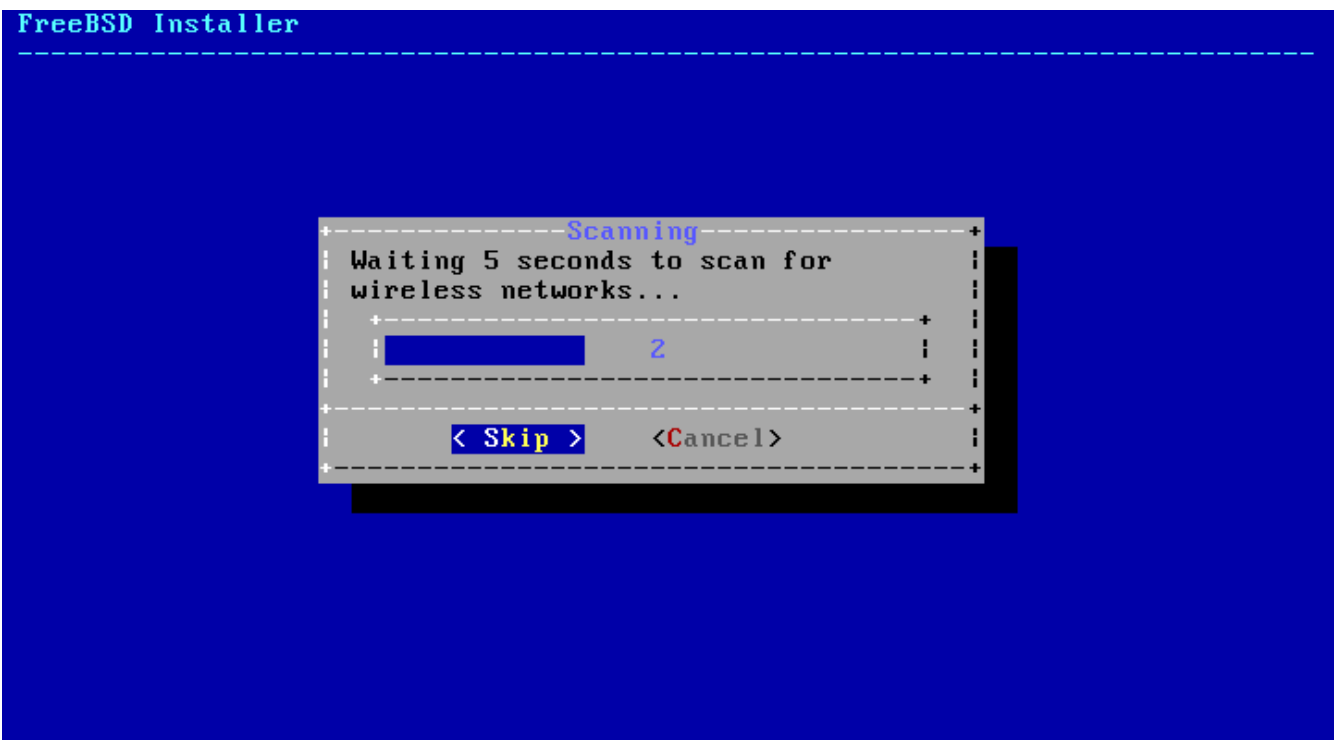 FreeBSD Installer
Scanning
Waiting 5 seconds to scan for
wireless networks...
2
< Skip > <Cancel>